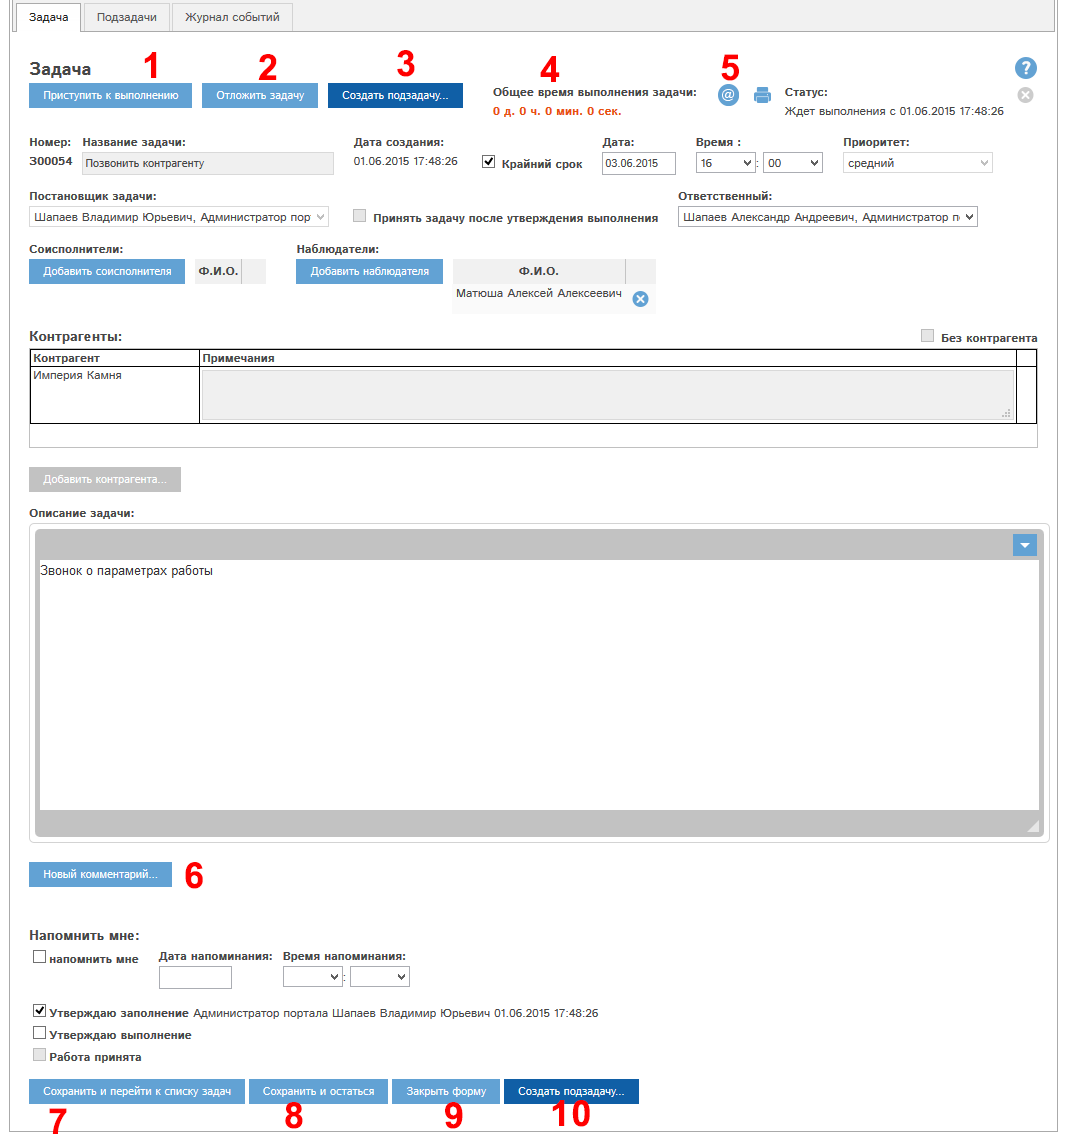 Задача Подзадачи Журнал событий
1 2 3 4 5
Задача ?
Приступить к выполнению Отложить задачу Создать подзадачу... Общее время выполнения задачи: @ Статус:
0 д. 0 ч. 0 мин. 0 сек. Ждет выполнения с 01.06.2015 17:48:26
Номер: Название задачи: Дата создания: Дата: Время : Приоритет:
300054 Позвонить контрагенту 01.06.2015 17:48:26 Крайний срок 03.06.2015 16 : 00 средний
Постановщик задачи: Ответственный:
Шапаев Владимир Юрьевич, Администратор пор Принять задачу после утверждения выполнения Шапаев Александр Андреевич, Администратор п
Соисполнители: Наблюдатели:
Добавить соисполнителя Ф.И.О. Добавить наблюдателя Ф.И.О.
Матюша Алексей Алексеевич
Контрагенты: Без контрагента
Контрагент Примечания
Империя Камня
Добавить контрагента...
Описание задачи:
Звонок о параметрах работы
Новый комментарий... 6
Напомнить мне:
напомнить мне Дата напоминания: Время напоминания:
:
Утверждаю заполнение Администратор портала Шапаев Владимир Юрьевич 01.06.2015 17:48:26
Утверждаю выполнение
Работа принята
Сохранить и перейти к списку задач Сохранить и остаться Закрыть форму Создать подзадачу...
7 8 9 10